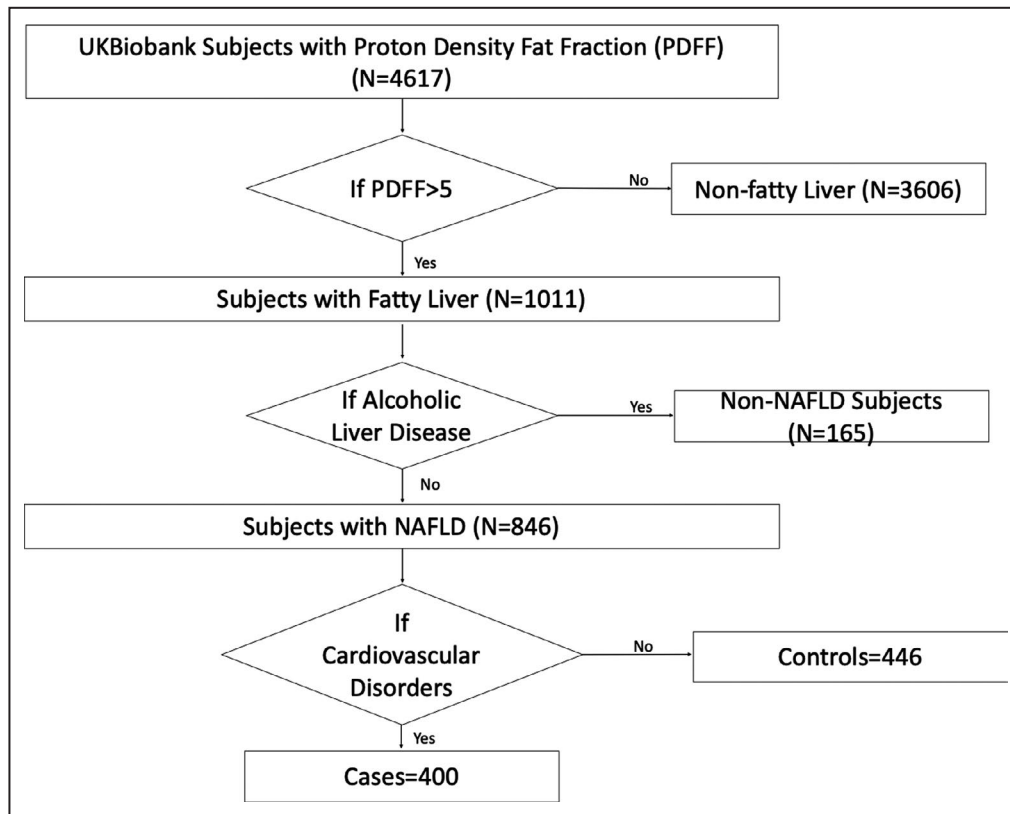 UKBiobank Subjects with Proton Density Fat Fraction (PDFF)
(N=4617)
If PDFF>5
No
Non-fatty Liver (N=3606)
Yes
Subjects with Fatty Liver (N=1011)
If Alcoholic
Liver Disease
Yes
Non-NAFLD Subjects
(N=165)
No
Subjects with NAFLD (N=846)
If
Cardiovascular
Disorders
No
Controls=446
Yes
Cases=400